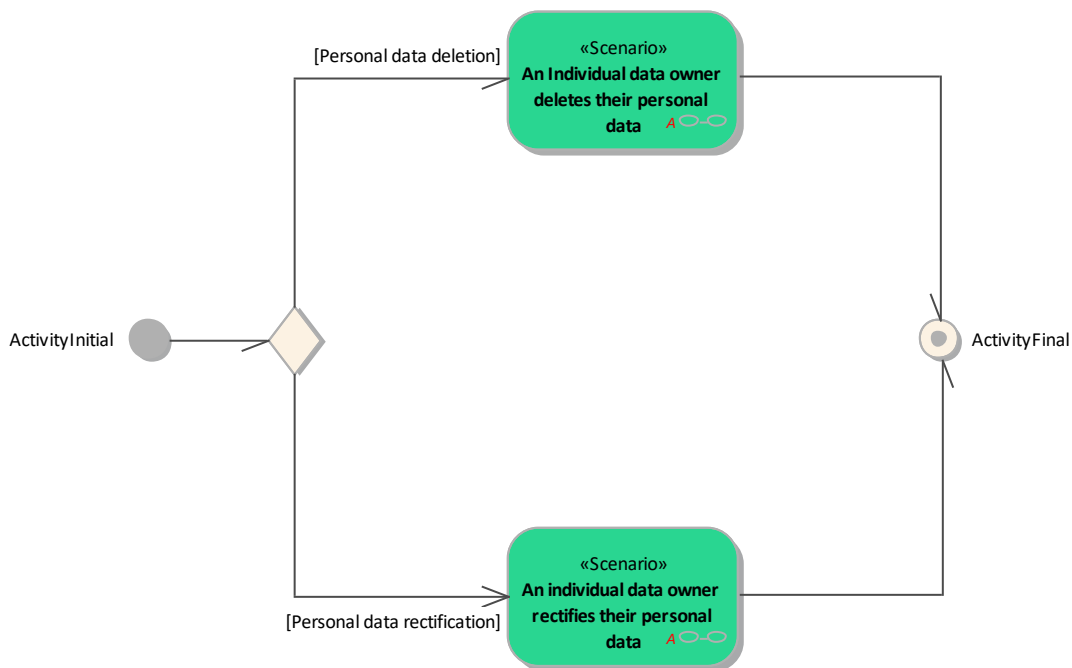 [Personal data deletion]
«Scenario»
An Individual data owner
deletes their personal
data
A
ActivityInitial
ActivityFinal
«Scenario»
An individual data owner
rectifies their personal
data
A
[Personal data rectification]